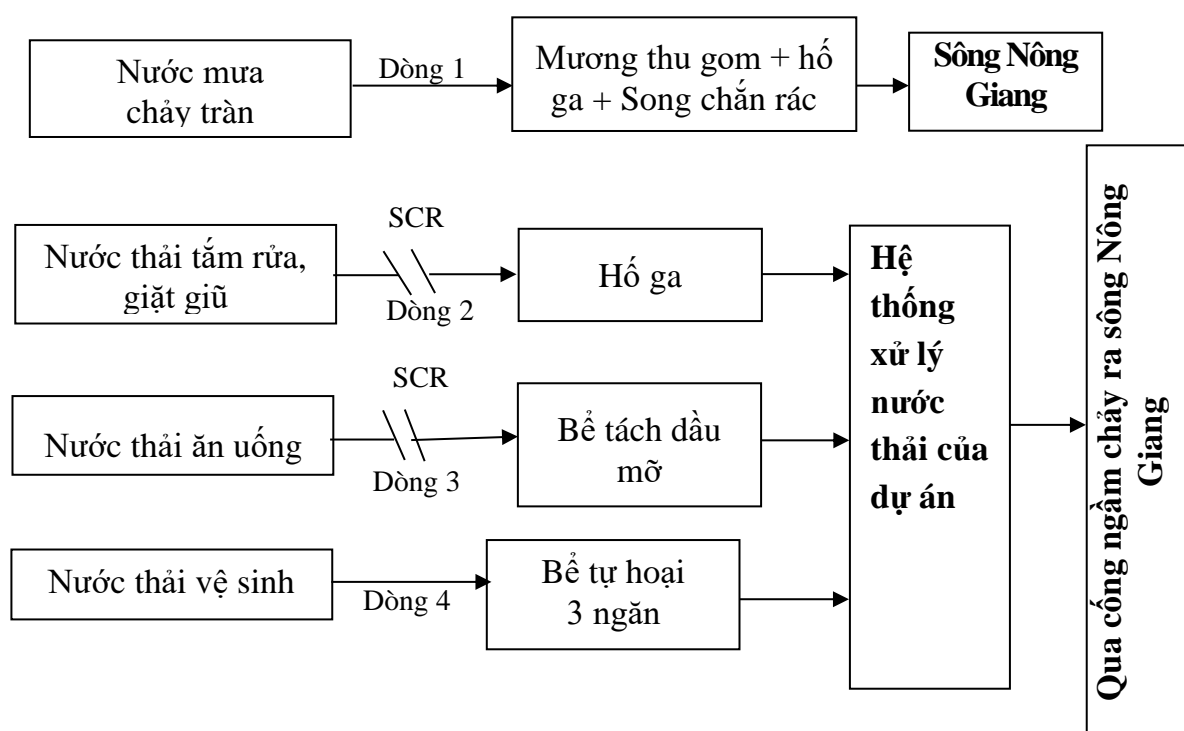 Nước mưa
chảy tràn
Dòng 1
Mương thu gom + hố
ga + Song chắn rác
Sông Nông
Giang
Nước thải tắm rửa,
giặt giũ
SCR
Dòng 2
Hố ga
Nước thải ăn uống
SCR
Dòng 3
Bể tách dầu
mỡ
Nước thải vệ sinh
Dòng 4
Bể tự hoại
3 ngăn
Hệ
thống
xử lý
nước
thải của
dự án
Qua cống ngầm chảy ra sông Nông
Giang